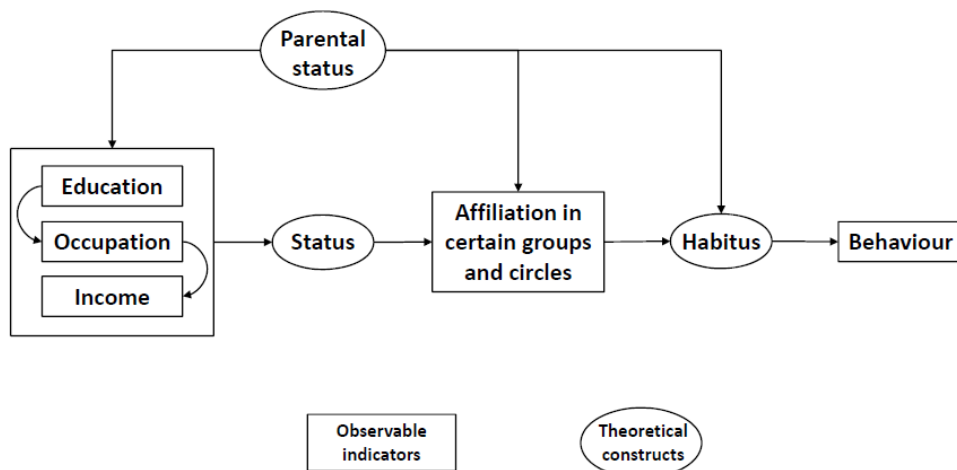 Parental
status
Education
Occupation
Income
Status
Affiliation in
certain groups
and circles
Habitus
Behaviour
Observable
indicators
Theoretical
constructs